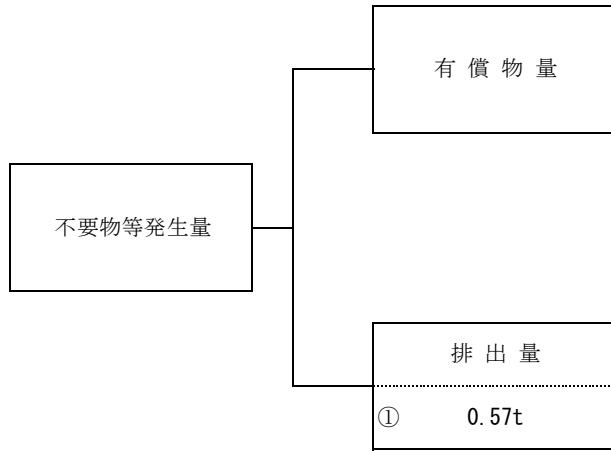 有 償 物 量
不要物等発生量
排 出 量
① 0.57t